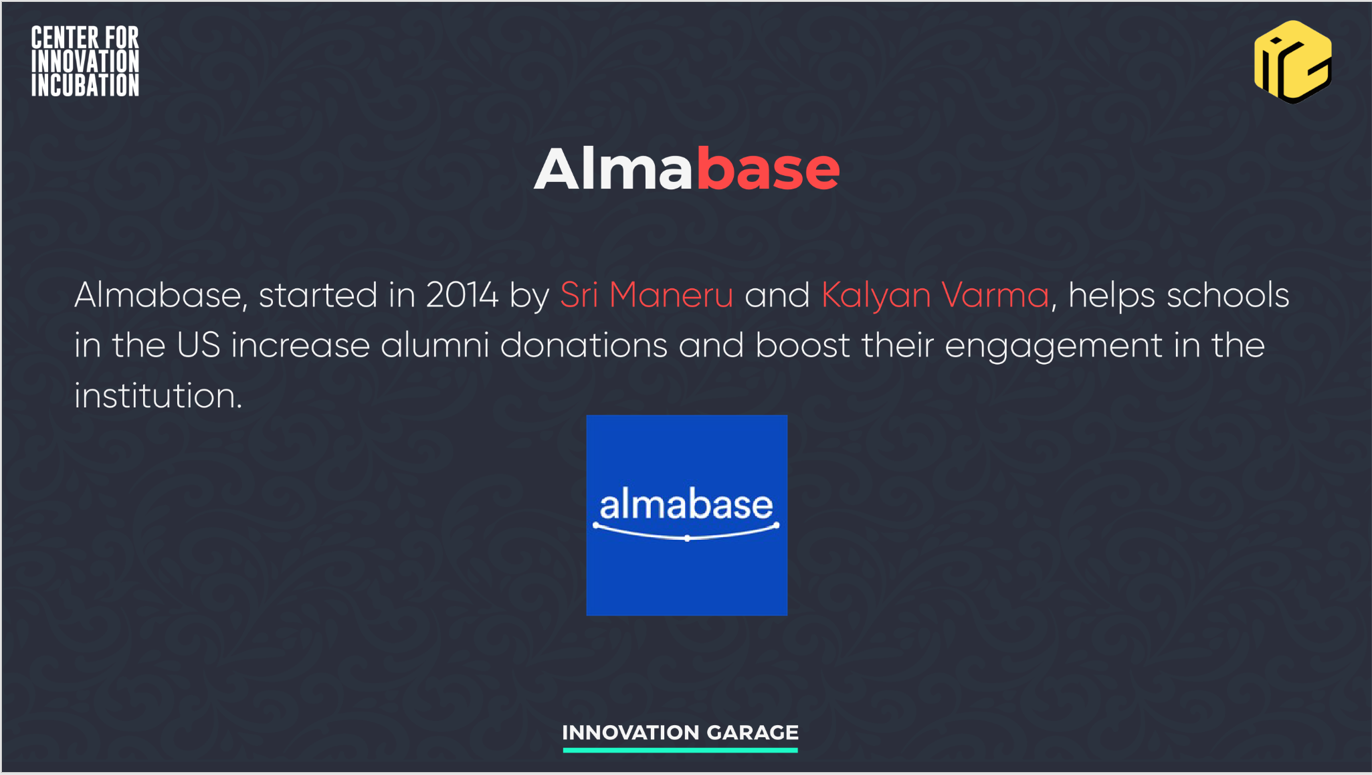 CENTER FOR
INNOVATION
INCUBATION
iG
Almabase
Almabase, started in 2014 by Sri Maneru and Kalyan Varma, helps schools
in the US increase alumni donations and boost their engagement in the
institution.
almabase
INNOVATION GARAGE